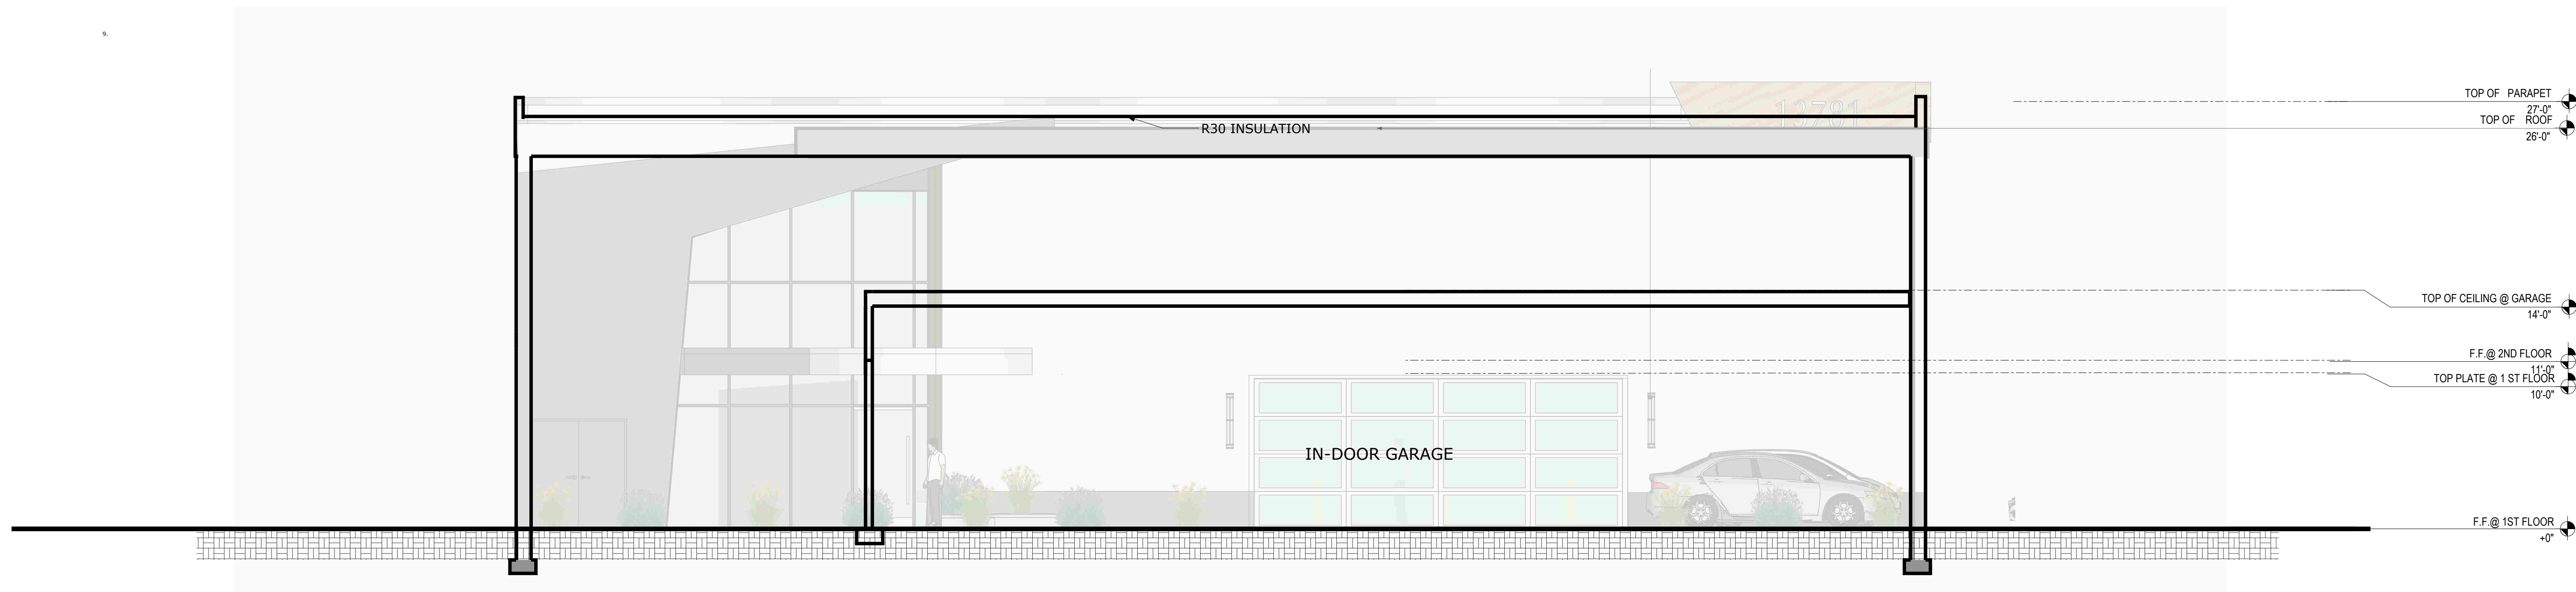 9.
13781
TOP OF PARAPET
27'-0"
TOP OF ROOF
26'-0"
R30 INSULATION
TOP OF CEILING @ GARAGE
14'-0"
F.F.@ 2ND FLOOR
11'-0"
TOP PLATE @ 1 ST FLOOR
10'-0"
IN-DOOR GARAGE
F.F.@ 1ST FLOOR
+0"